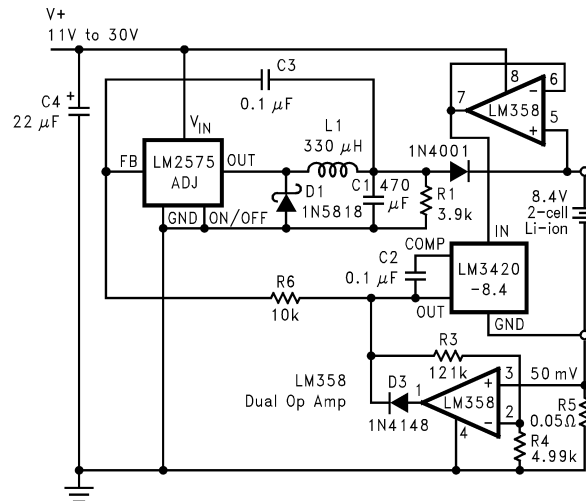 V+
11V to 30V
C4
+
22 μF
C3
0.1 μF
VIN
FB
LM2575
ADJ
OUT
GND
ON/OFF
L1
330 μH
D1
1N5818
C1
470
μF
R1
3.9k
1N4001
8
7
6
5
−
+
LM358
8.4V
2-cell
Li-ion
IN
COMP
C2
0.1 μF
LM3420
-8.4
OUT
GND
R6
10k
R3
121k
LM358
Dual Op Amp
D3
1N4148
1
3
2
4
+
−
LM358
50 mV
R5
0.05Ω
R4
4.99k